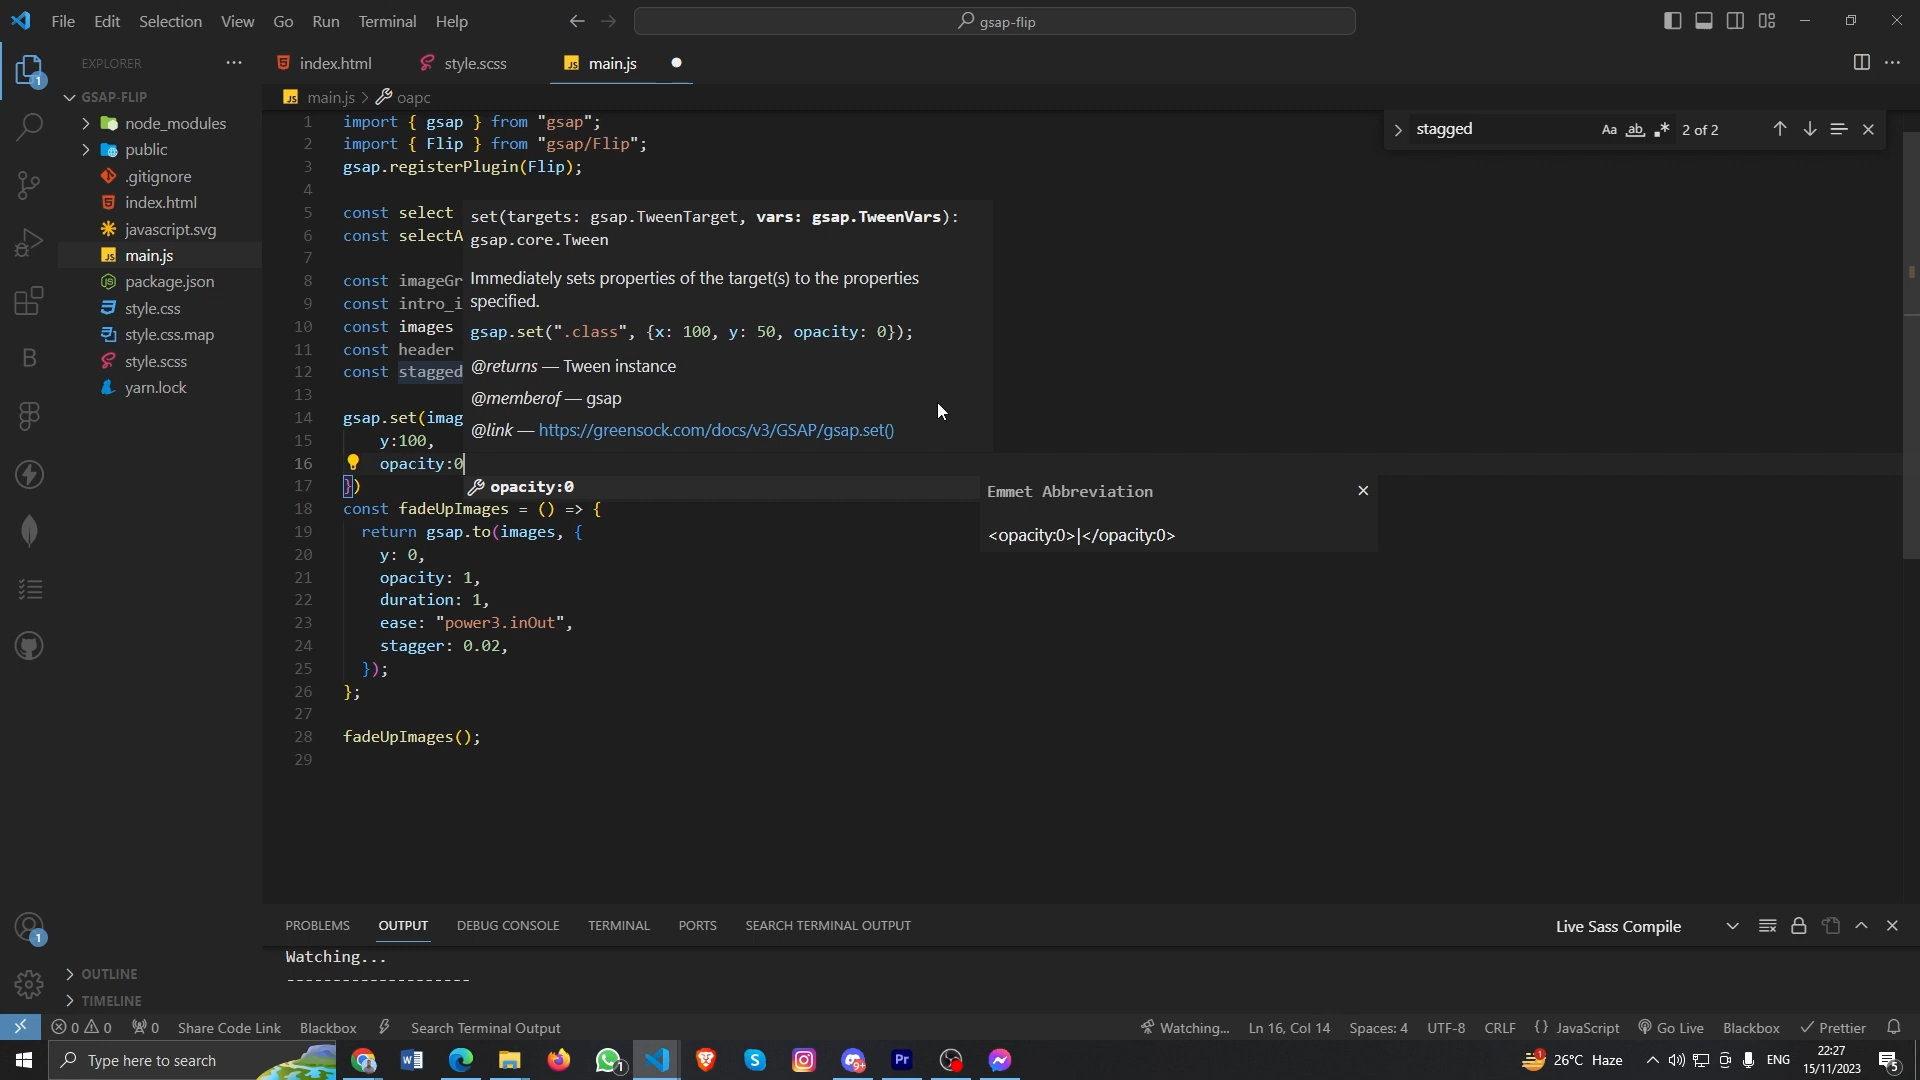 File Edit Selection View Go Run Terminal Help
gsap-flip
EXPLORER
index.html
style.scss
main.js
GSAP-FLIP
main.js > oapc
node_modules
public
.gitignore
index.html
javascript.svg
main.js
package.json
style.css
style.css.map
style.scss
yarn.lock
OUTLINE
TIMELINE
stagged
Aa ab 2 of 2
1 import { gsap } from "gsap";
2 import { Flip } from "gsap/Flip";
3 gsap.registerPlugin(Flip);
4
5 const select
6 const selectA
7
8 const imageGr
9 const intro_i
10 const images
11 const header
12 const stagged
13
14 gsap.set(imag
15 y:100,
16 opacity:0
17 })
18 const fadeUpImages = () => {
19 return gsap.to(images, {
20 y: 0,
21 opacity: 1,
22 duration: 1,
23 ease: "power3.inOut",
24 stagger: 0.02,
25 });
26 };
27
28 fadeUpImages();
29
set(targets: gsap.TweenTarget, vars: gsap.TweenVars):
gsap.core.Tween
Immediately sets properties of the target(s) to the properties
specified.
gsap.set(".class", {x: 100, y: 50, opacity: 0});
@returns — Tween instance
@memberof — gsap
@link — https://greensock.com/docs/v3/GSAP/gsap.set()
opacity:0
Emmet Abbreviation
<opacity:0>|</opacity:0>
PROBLEMS OUTPUT DEBUG CONSOLE TERMINAL PORTS SEARCH TERMINAL OUTPUT
Live Sass Compile
Watching...
--------------------
0 0 0 Share Code Link Blackbox Search Terminal Output
Watching... Ln 16, Col 14 Spaces: 4 UTF-8 CRLF {} JavaScript Go Live Blackbox Prettier
Type here to search
26°C Haze
ENG
22:27
15/11/2023